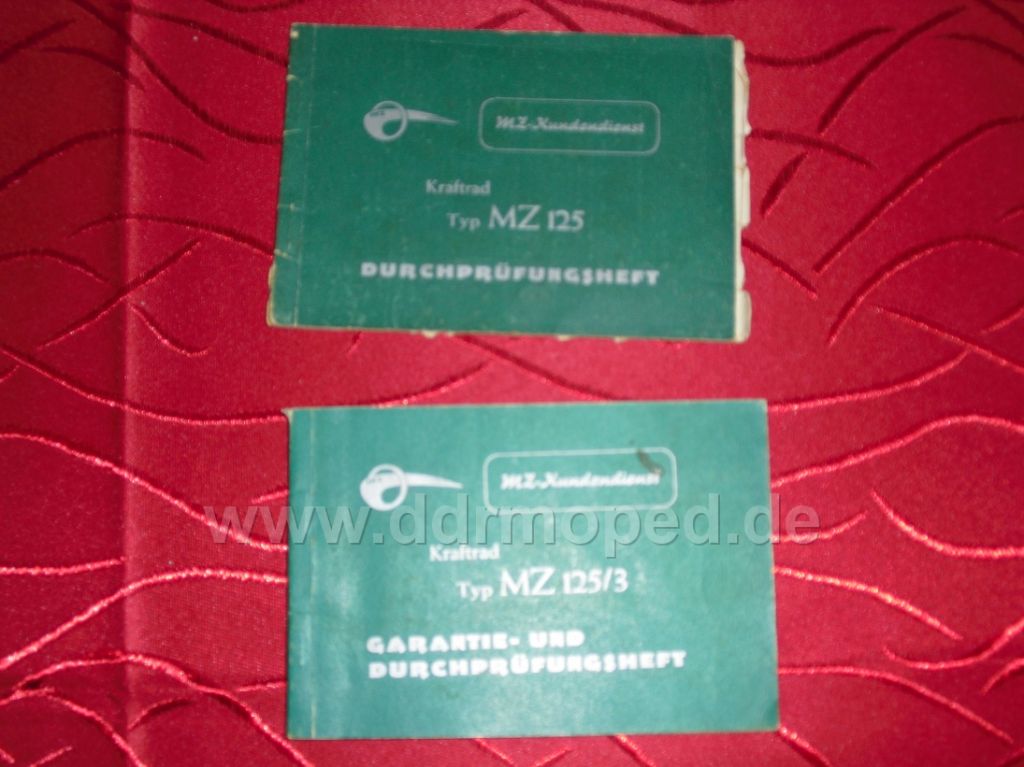 MZ-Kundendienst
Kraftrad
Typ MZ 125
DURCHPRÜFUNGSHEFT
MZ-Kundendienst
www.ddrmoped.de
Kraftrad
Typ MZ 125/3
GARANTIE- UND
DURCHPRÜFUNGSHEFT